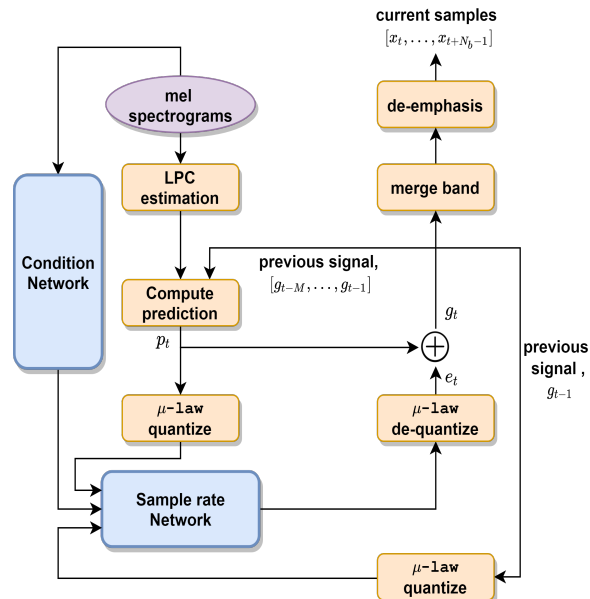 current samples
[x_t, ..., x_{t+N_b-1}]
mel
spectrograms
de-emphasis
LPC
estimation
merge band
Condition
Network
previous signal,
[g_{t-M}, ..., g_{t-1}]
Compute
prediction
g_t
p_t
previous
signal ,
g_{t-1}
e_t
μ-law
quantize
μ-law
de-quantize
Sample rate
Network
μ-law
quantize